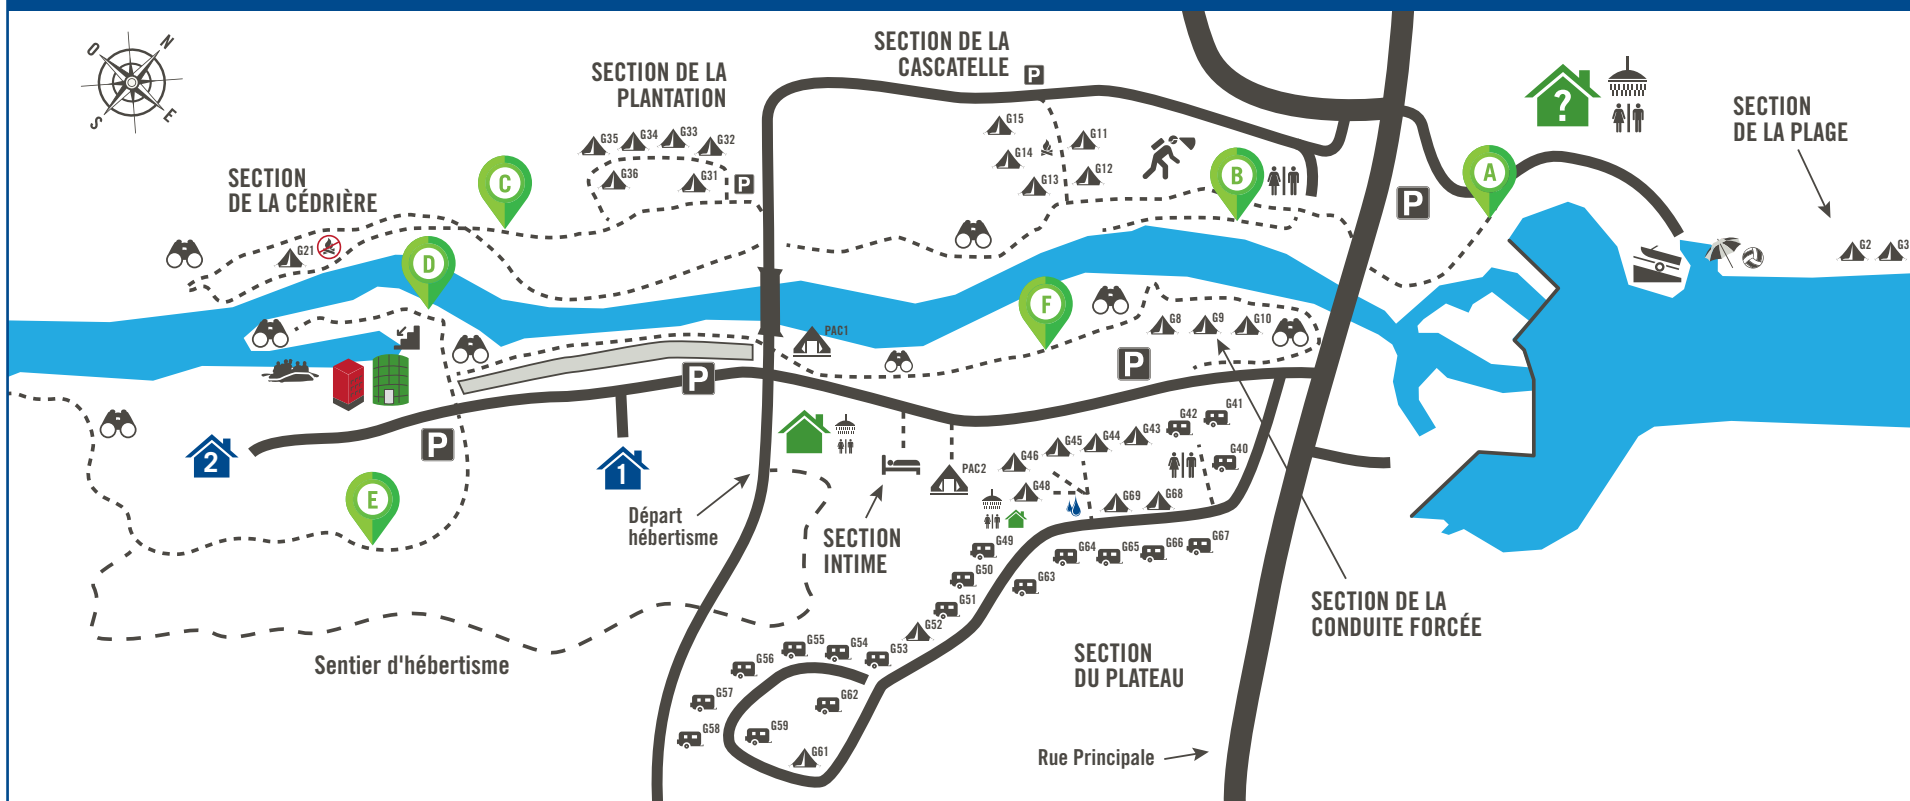 N
O
S
E
SECTION DE LA
CASCATELLE
P
SECTION DE LA
PLANTATION
?
SECTION
DE LA PLAGE
G35
G34
G33
G32
G36
G31
P
G15
G14
G13
G11
G12
SECTION
DE LA CÉDRIÈRE
G21
C
D
B
A
P
G2
G3
F
G8
G9
G10
PAC1
P
P
P
2
1
E
Départ
hébertisme
SECTION
INTIME
PAC2
G46
G45
G44
G43
G42
G41
G40
G48
G69
G68
G49
G50
G51
G52
G53
G54
G55
G56
G57
G58
G59
G61
G62
G63
G64
G65
G66
G67
SECTION DE LA
CONDUITE FORCÉE
SECTION
DU PLATEAU
Sentier d'hébertisme
Rue Principale